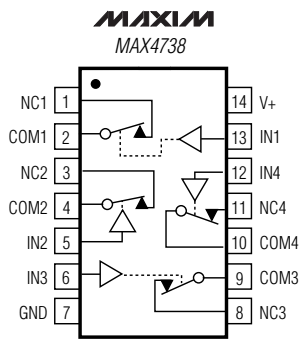 MAXIM
MAX4738
NC1 1 14 V+
COM1 2 13 IN1
NC2 3 12 IN4
COM2 4 11 NC4
IN2 5 10 COM4
IN3 6 9 COM3
GND 7 8 NC3